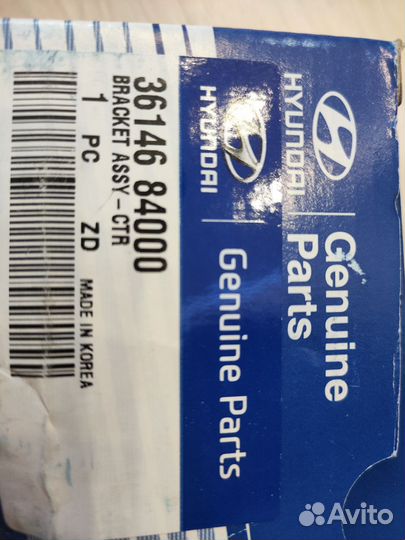 36146 84000
BRACKET ASSY-CTR
1 PC ZD
MADE IN KOREA
HYUNDAI
Genuine Parts
HYUNDAI
Genuine
Parts
Avito